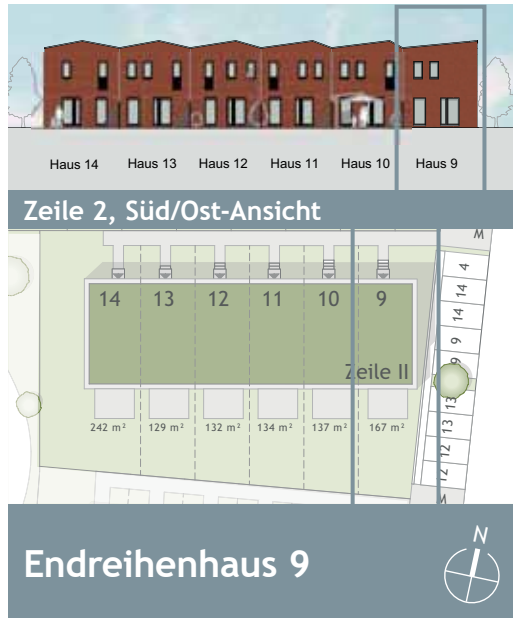 Haus 14 Haus 13 Haus 12 Haus 11 Haus 10 Haus 9
Zeile 2, Süd/Ost-Ansicht
M
14 13 12 11 10 9
Zeile II
242 m² 129 m² 132 m² 134 m² 137 m² 167 m²
4
14
14
9
9
13
13
12
12
M
Endreihenhaus 9
N